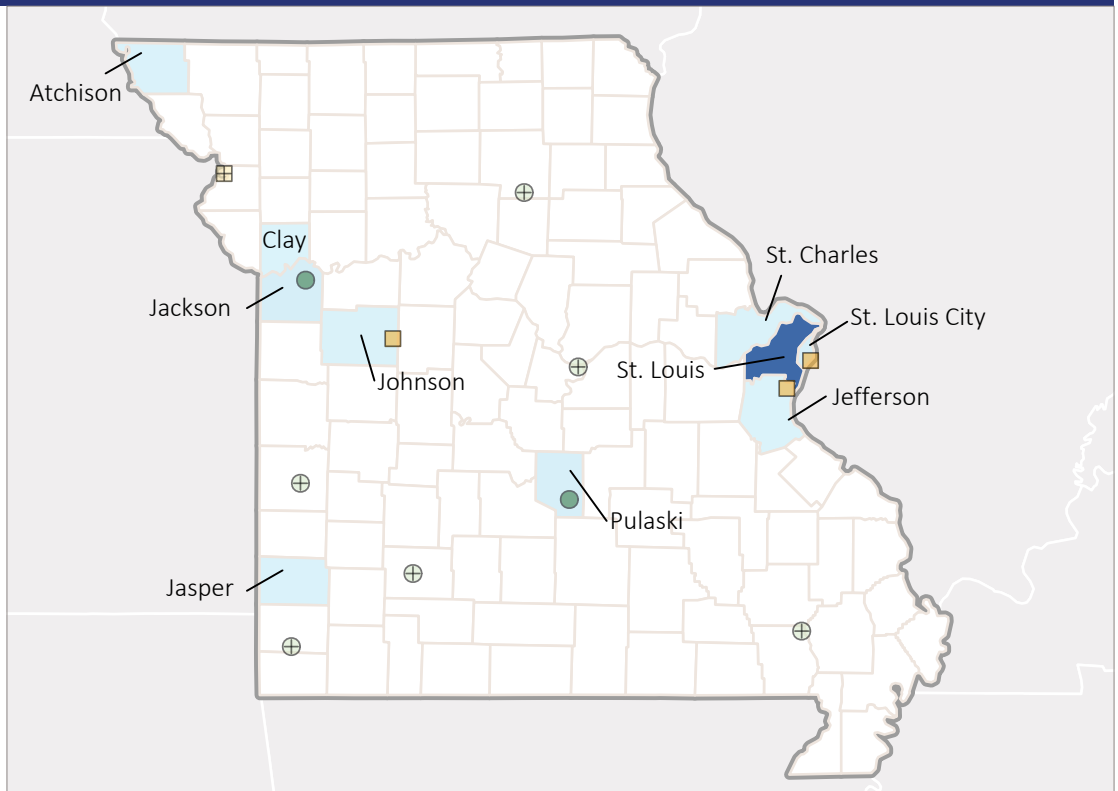 Atchison
Clay
St. Charles
Jackson
St. Louis City
St. Louis
Johnson
Jefferson
Pulaski
Jasper